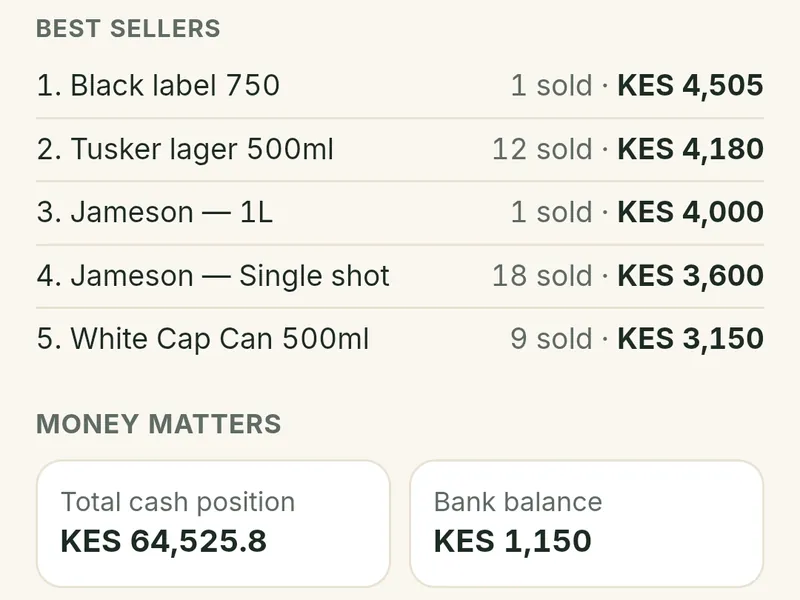 BEST SELLERS
1. Black label 750 1 sold · KES 4,505
2. Tusker lager 500ml 12 sold · KES 4,180
3. Jameson — 1L 1 sold · KES 4,000
4. Jameson — Single shot 18 sold · KES 3,600
5. White Cap Can 500ml 9 sold · KES 3,150
MONEY MATTERS
Total cash position
KES 64,525.8
Bank balance
KES 1,150